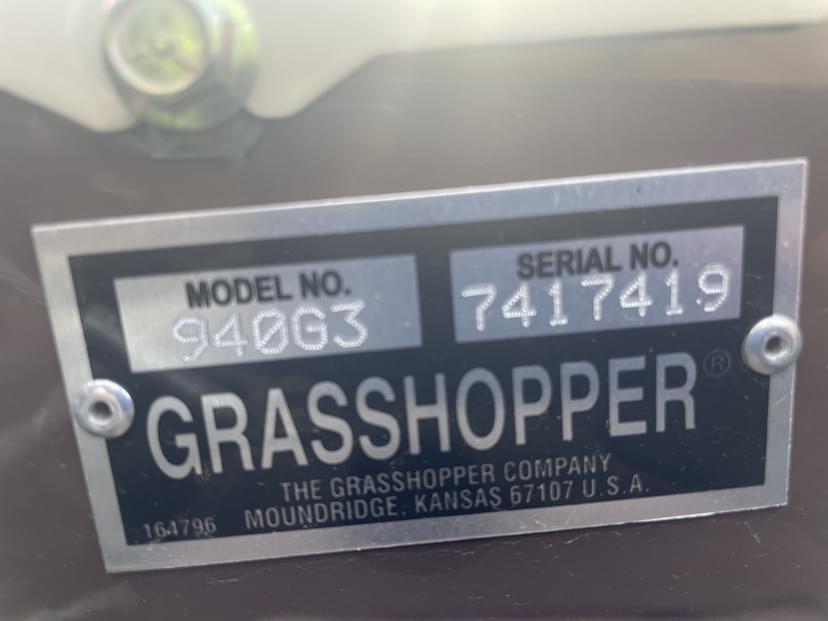 MODEL NO.
940G3
SERIAL NO.
7417419
GRASSHOPPER®
THE GRASSHOPPER COMPANY
MOUNDRIDGE, KANSAS 67107 U.S.A.
164796